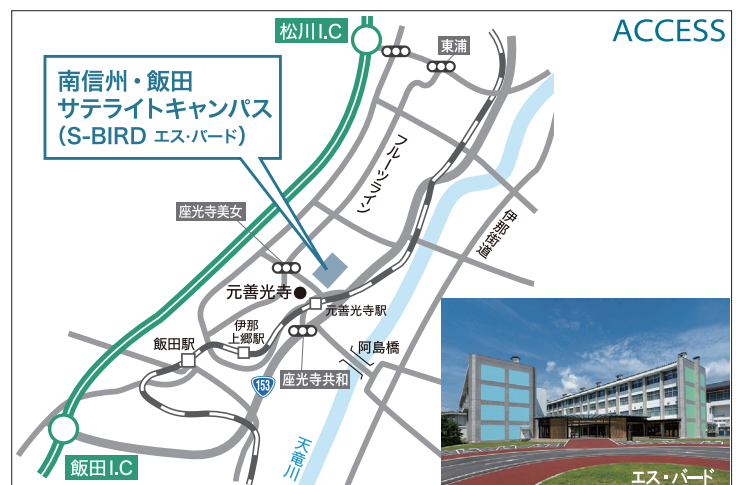 ACCESS
松川I.C
東浦
南信州・飯田
サテライトキャンパス
(S-BIRD エス・バード)
フルーツライン
座光寺美女
伊那街道
元善光寺
元善光寺駅
伊那
上郷駅
飯田駅
阿島橋
座光寺共和
153
天竜川
飯田I.C
エス・バード